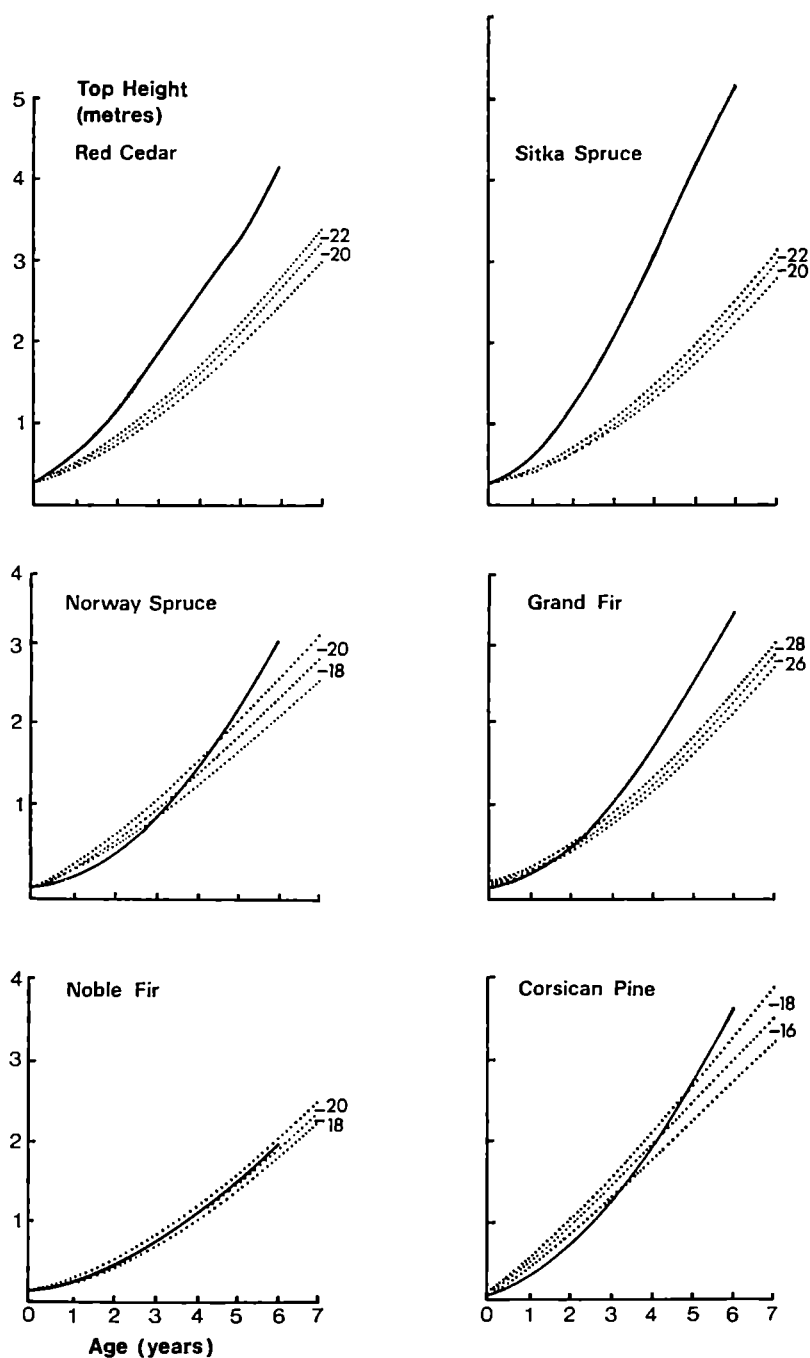 Top Height
(metres)
Red Cedar
5
4
3
2
1
22
20
Sitka Spruce
22
20
Norway Spruce
4
3
2
1
20
18
Grand Fir
28
26
Noble Fir
4
3
2
1
20
18
0 1 2 3 4 5 6 7
Age (years)
Corsican Pine
18
16
0 1 2 3 4 5 6 7